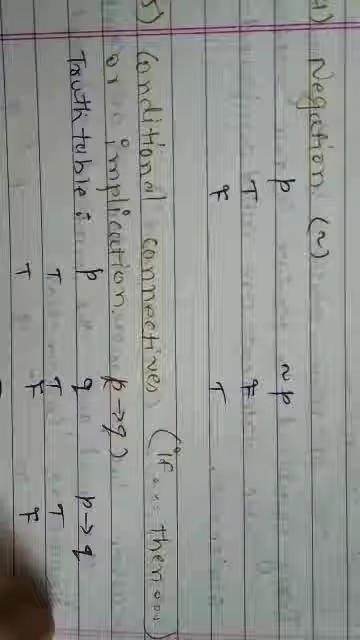 4) Negation (~)
p ~p
T F
F T
5) Conditional connectives (If ... then ...)
or implication. (p→q)
Truth table: p q p→q
T T T
T F F